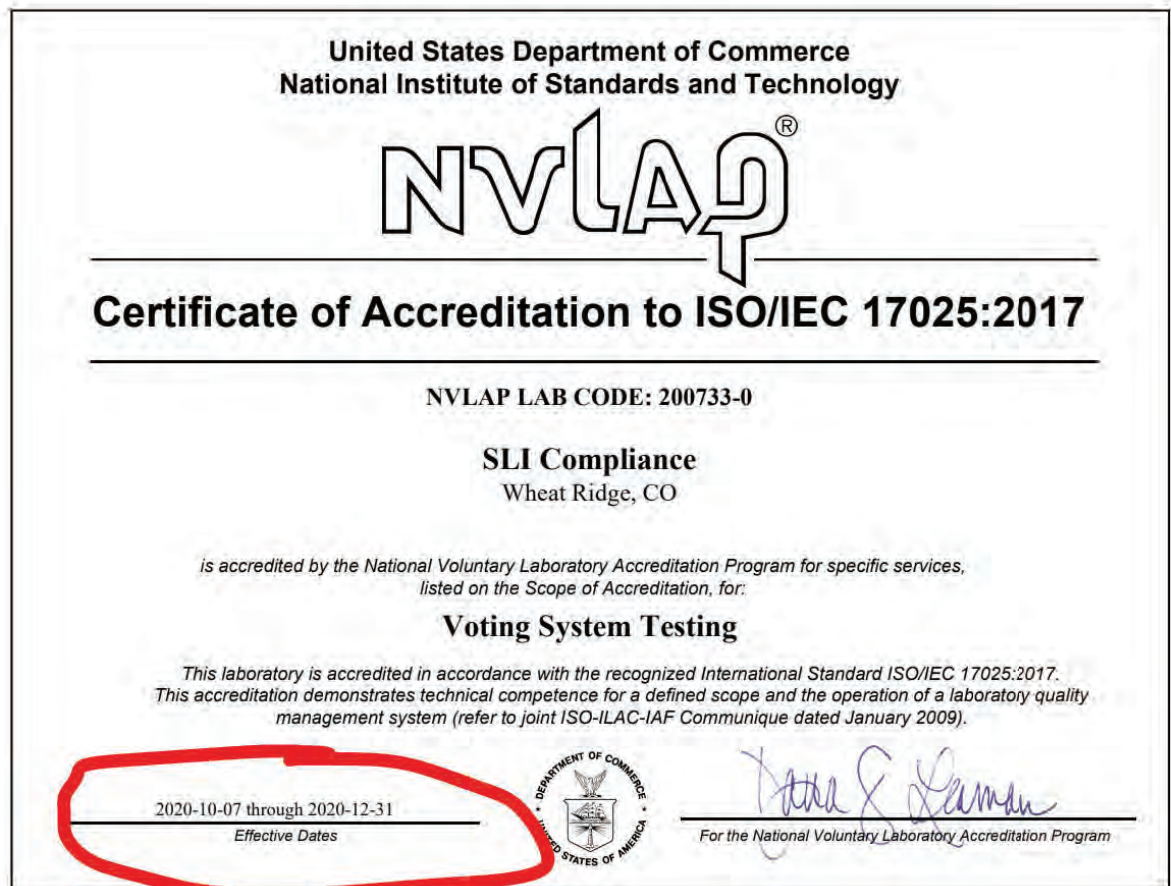 United States Department of Commerce
National Institute of Standards and Technology
NVLAP®
Certificate of Accreditation to ISO/IEC 17025:2017
NVLAP LAB CODE: 200733-0
SLI Compliance
Wheat Ridge, CO
is accredited by the National Voluntary Laboratory Accreditation Program for specific services,
listed on the Scope of Accreditation, for:
Voting System Testing
This laboratory is accredited in accordance with the recognized International Standard ISO/IEC 17025:2017.
This accreditation demonstrates technical competence for a defined scope and the operation of a laboratory quality
management system (refer to joint ISO-ILAC-IAF Communique dated January 2009).
2020-10-07 through 2020-12-31
Effective Dates
DEPARTMENT OF COMMERCE
UNITED STATES OF AMERICA
Dana S. Leaman
For the National Voluntary Laboratory Accreditation Program